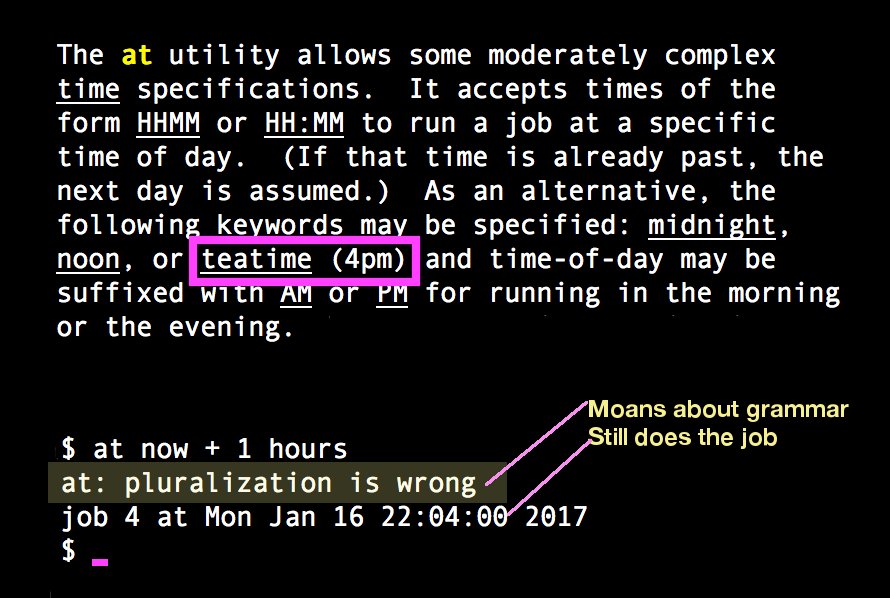 The at utility allows some moderately complex
time specifications.  It accepts times of the
form HHMM or HH:MM to run a job at a specific
time of day.  (If that time is already past, the
next day is assumed.)  As an alternative, the
following keywords may be specified: midnight,
noon, or teatime (4pm) and time-of-day may be
suffixed with AM or PM for running in the morning
or the evening.
$ at now + 1 hours
at: pluralization is wrong
job 4 at Mon Jan 16 22:04:00 2017
$
Moans about grammar
Still does the job